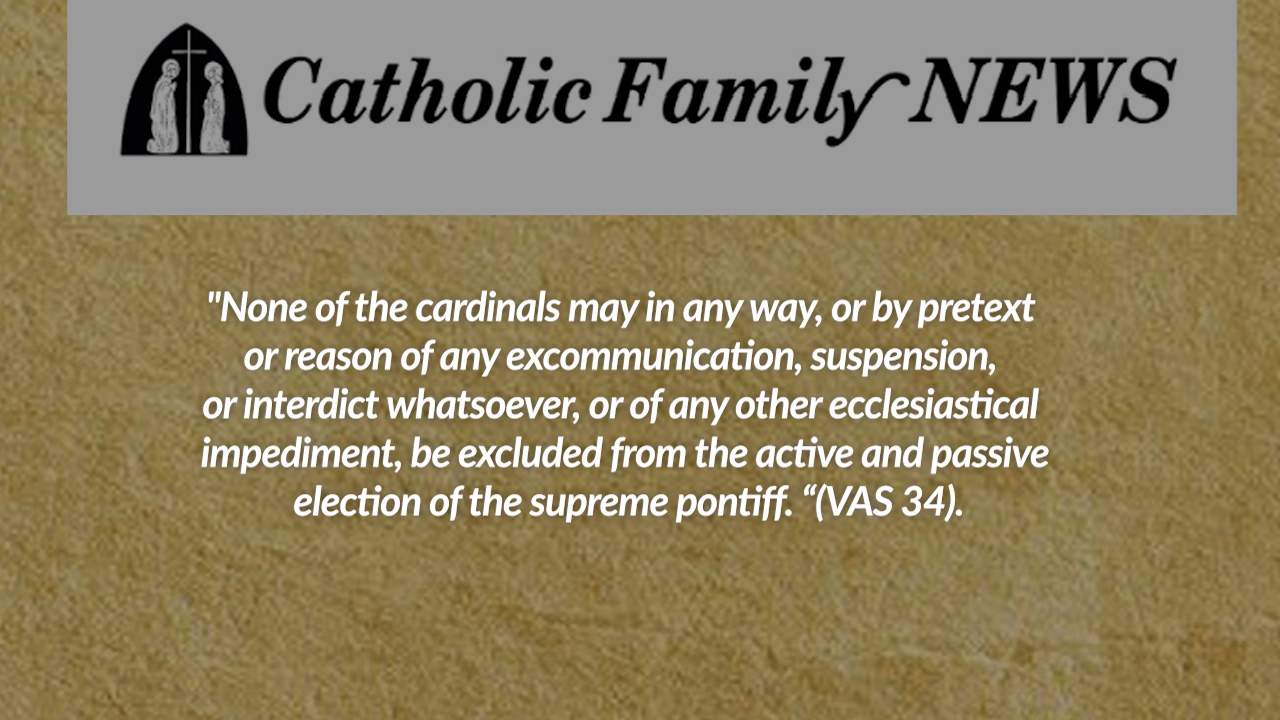 Catholic Family NEWS
"None of the cardinals may in any way, or by pretext
or reason of any excommunication, suspension,
or interdict whatsoever, or of any other ecclesiastical
impediment, be excluded from the active and passive
election of the supreme pontiff. “(VAS 34).